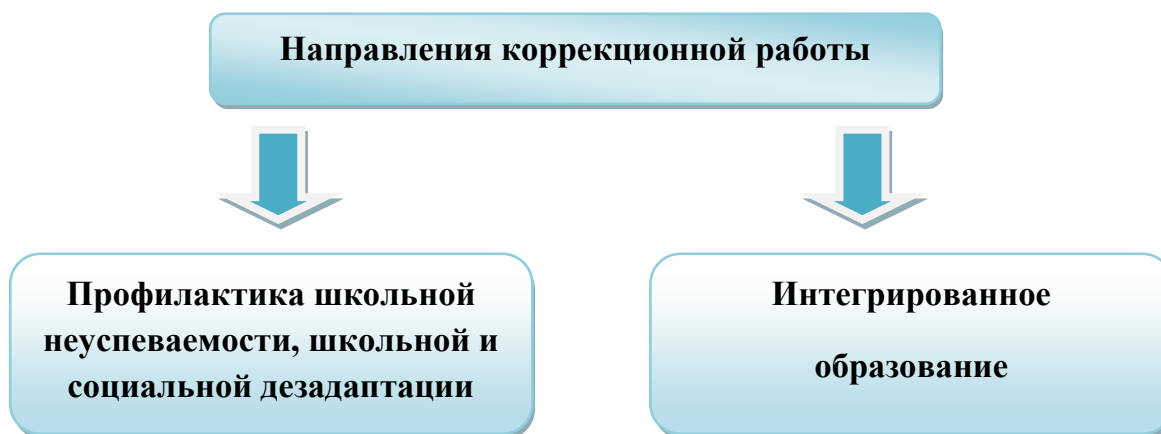 Направления коррекционной работы
Профилактика школьной
неуспеваемости, школьной и
социальной дезадаптации
Интегрированное
образование